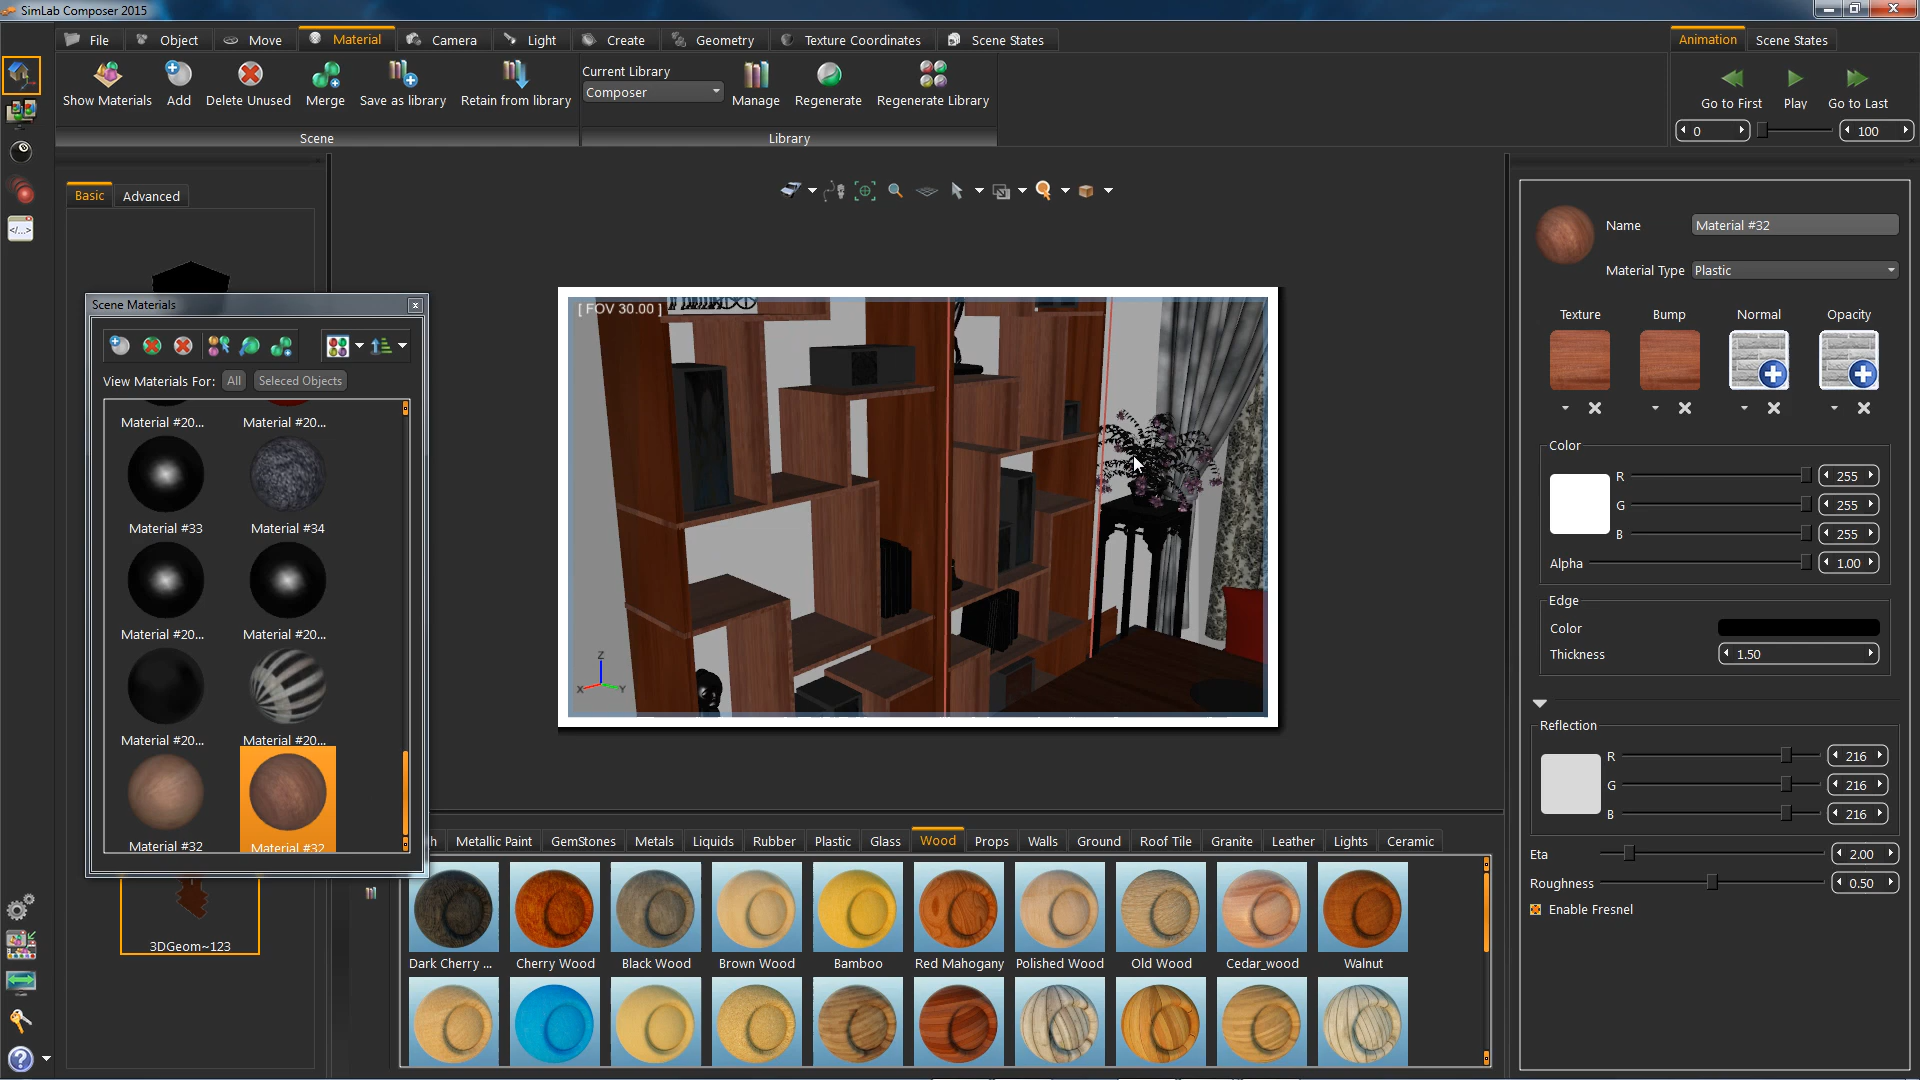 SimLab Composer 2015
File
Object
Move
Material
Camera
Light
Create
Geometry
Texture Coordinates
Scene States
Animation
Scene States
Show Materials
Add
Delete Unused
Merge
Save as library
Retain from library
Current Library
Composer
Manage
Regenerate
Regenerate Library
Go to First
Play
Go to Last
0
100
Scene
Library
Basic
Advanced
Scene Materials
View Materials For:
All
Seleced Objects
Material #20...
Material #20...
Material #33
Material #34
Material #20...
Material #20...
Material #20...
Material #20...
Material #32
Material #32
3DGeom~123
[ FOV 30.00 ]
Z
X
Y
Name
Material #32
Material Type
Plastic
Texture
Bump
Normal
Opacity
Color
R
255
G
255
B
255
Alpha
1.00
Edge
Color
Thickness
1.50
Reflection
R
216
G
216
B
216
Eta
2.00
Roughness
0.50
Enable Fresnel
h
Metallic Paint
GemStones
Metals
Liquids
Rubber
Plastic
Glass
Wood
Props
Walls
Ground
Roof Tile
Granite
Leather
Lights
Ceramic
Dark Cherry ...
Cherry Wood
Black Wood
Brown Wood
Bamboo
Red Mahogany
Polished Wood
Old Wood
Cedar_wood
Walnut